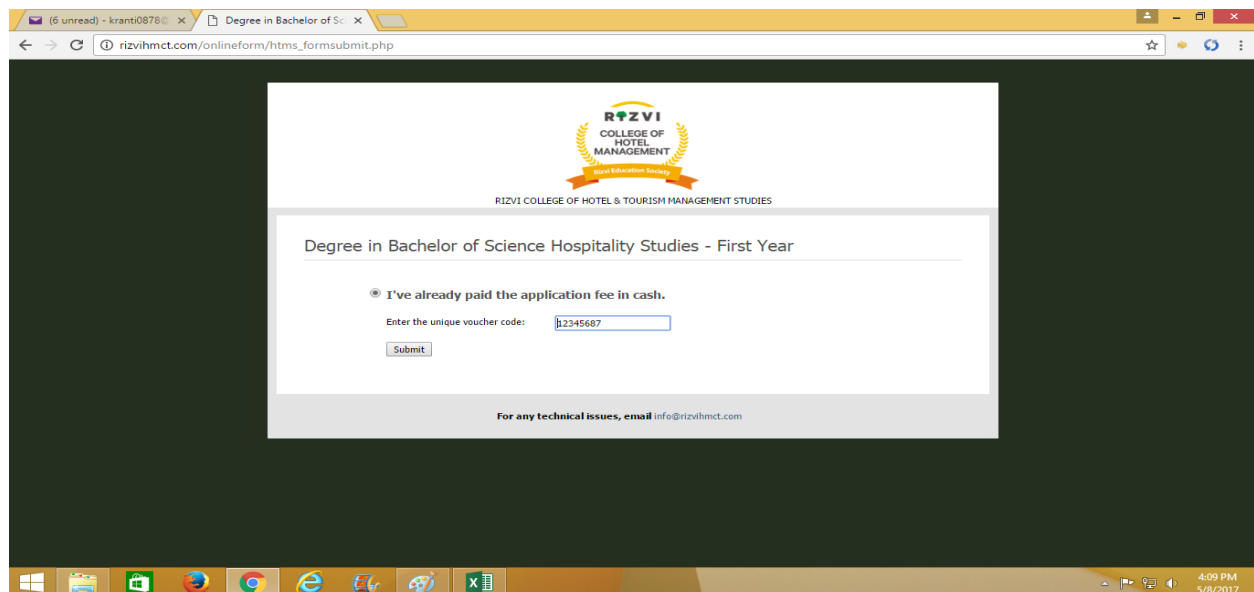 (6 unread) - kranti0878@
Degree in Bachelor of Sc
rizvihmct.com/onlineform/htms_formsubmit.php
RIZVI
COLLEGE OF
HOTEL
MANAGEMENT
Rizvi Education Society
RIZVI COLLEGE OF HOTEL & TOURISM MANAGEMENT STUDIES
Degree in Bachelor of Science Hospitality Studies - First Year
I've already paid the application fee in cash.
Enter the unique voucher code: 12345687
Submit
For any technical issues, email info@rizvihmct.com
4:09 PM
5/8/2017